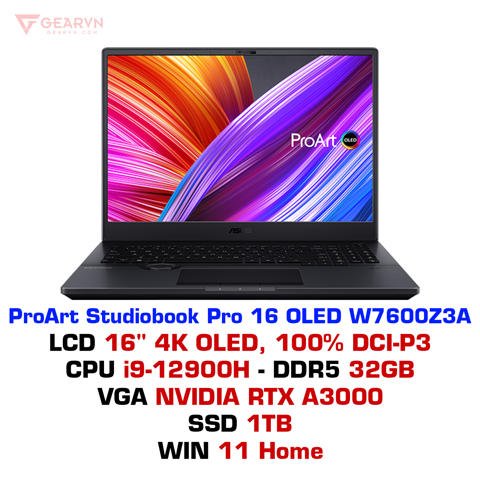 GEARVN
GEARVN.COM
ProArt OLED
ASUS
ProArt Studiobook Pro 16 OLED W7600Z3A
LCD 16" 4K OLED, 100% DCI-P3
CPU i9-12900H - DDR5 32GB
VGA NVIDIA RTX A3000
SSD 1TB
WIN 11 Home